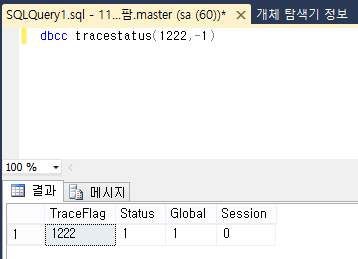 SQLQuery1.sql - 11...팜.master (sa (60))* 개체 탐색기 정보
dbcc tracestatus(1222,-1)
100 %
결과 메시지
TraceFlag Status Global Session
1 1222 1 1 0